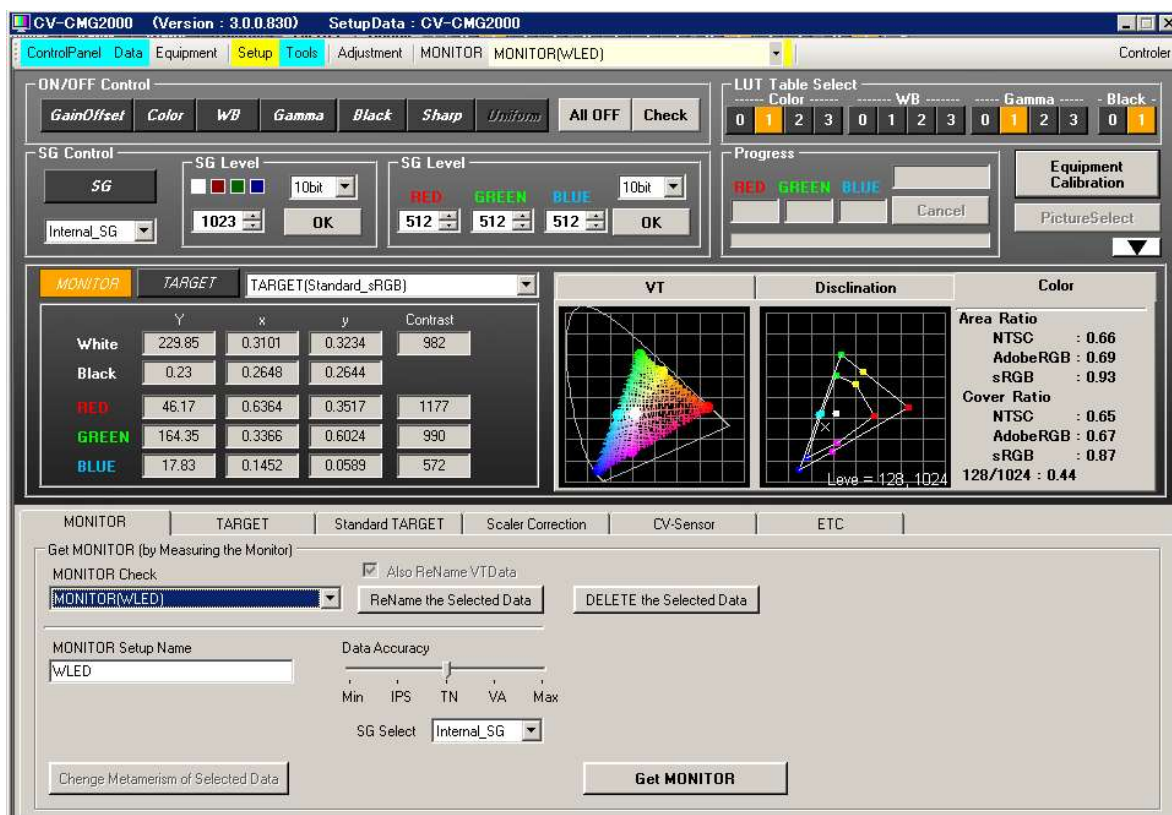 CV-CMG2000 (Version : 3.0.0.830) SetupData : CV-CMG2000
ControlPanel Data Equipment Setup Tools Adjustment MONITOR MONITOR(WLED) Controler
ON/OFF Control
GainOffset Color WB Gamma Black Sharp Uniform All OFF Check
LUT Table Select
------ Color ------ ------- WB ------- ----- Gamma ----- - Black -
0 1 2 3 0 1 2 3 0 1 2 3 0 1
SG Control
SG
Internal_SG
SG Level
10bit
1023 OK
SG Level
RED GREEN BLUE 10bit
512 512 512 OK
Progress
RED GREEN BLUE
Cancel
Equipment
Calibration
PictureSelect
MONITOR TARGET TARGET(Standard_sRGB)
Y x y Contrast
White 229.85 0.3101 0.3234 982
Black 0.23 0.2648 0.2644
RED 46.17 0.6364 0.3517 1177
GREEN 164.35 0.3366 0.6024 990
BLUE 17.83 0.1452 0.0589 572
VT Disclination Color
Leve = 128, 1024
Area Ratio
NTSC : 0.66
AdobeRGB : 0.69
sRGB : 0.93
Cover Ratio
NTSC : 0.65
AdobeRGB : 0.67
sRGB : 0.87
128/1024 : 0.44
MONITOR TARGET Standard TARGET Scaler Correction CV-Sensor ETC
Get MONITOR (by Measuring the Monitor)
MONITOR Check
Also ReName VTData
MONITOR(WLED) ReName the Selected Data DELETE the Selected Data
MONITOR Setup Name
WLED
Data Accuracy
Min IPS TN VA Max
SG Select Internal_SG
Chenge Metamerism of Selected Data Get MONITOR